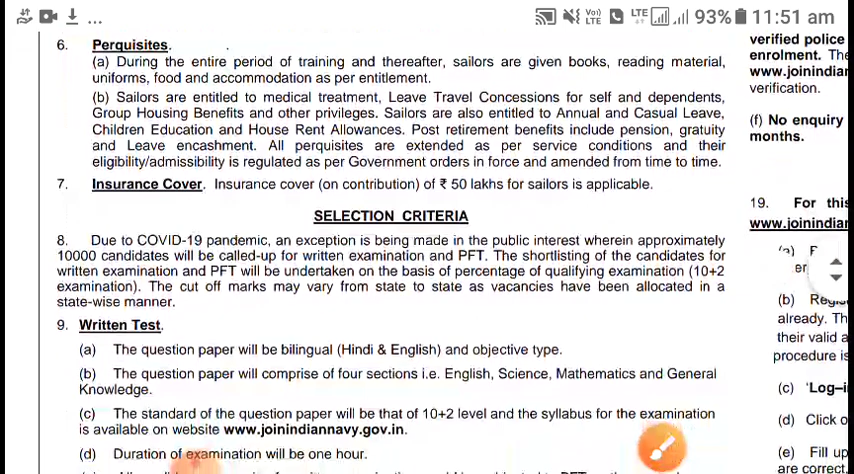 ... LTE 93% 11:51 am
6. Perquisites.
(a) During the entire period of training and thereafter, sailors are given books, reading material,
uniforms, food and accommodation as per entitlement.
(b) Sailors are entitled to medical treatment, Leave Travel Concessions for self and dependents,
Group Housing Benefits and other privileges. Sailors are also entitled to Annual and Casual Leave,
Children Education and House Rent Allowances. Post retirement benefits include pension, gratuity
and Leave encashment. All perquisites are extended as per service conditions and their
eligibility/admissibility is regulated as per Government orders in force and amended from time to time.
7. Insurance Cover. Insurance cover (on contribution) of ₹ 50 lakhs for sailors is applicable.
SELECTION CRITERIA
8. Due to COVID-19 pandemic, an exception is being made in the public interest wherein approximately
10000 candidates will be called-up for written examination and PFT. The shortlisting of the candidates for
written examination and PFT will be undertaken on the basis of percentage of qualifying examination (10+2
examination). The cut off marks may vary from state to state as vacancies have been allocated in a
state-wise manner.
9. Written Test.
(a) The question paper will be bilingual (Hindi & English) and objective type.
(b) The question paper will comprise of four sections i.e. English, Science, Mathematics and General
Knowledge.
(c) The standard of the question paper will be that of 10+2 level and the syllabus for the examination
is available on website www.joinindiannavy.gov.in.
(d) Duration of examination will be one hour.
verified police
enrolment. The
www.joinindian
verification.
(f) No enquiry
months.
19. For this
www.joinindian
(b)
already. Th
their valid a
procedure is
(c) 'Log-i
(d) Click o
(e) Fill up
are correct